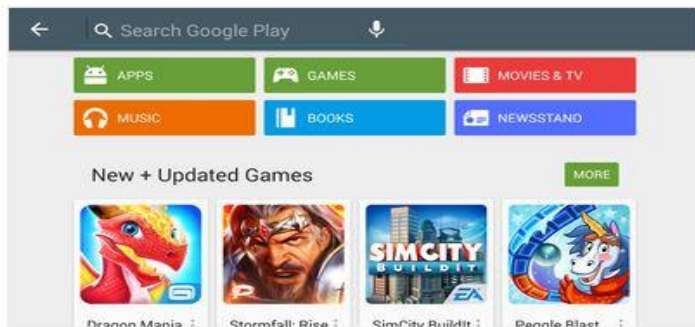 Search Google Play
APPS
GAMES
MOVIES & TV
MUSIC
BOOKS
NEWSSTAND
New + Updated Games
MORE
SIMCITY
BUILDIT
EA
Dragon Mania
Stormfall: Rise
SimCity BuildIt
Peggle Blast